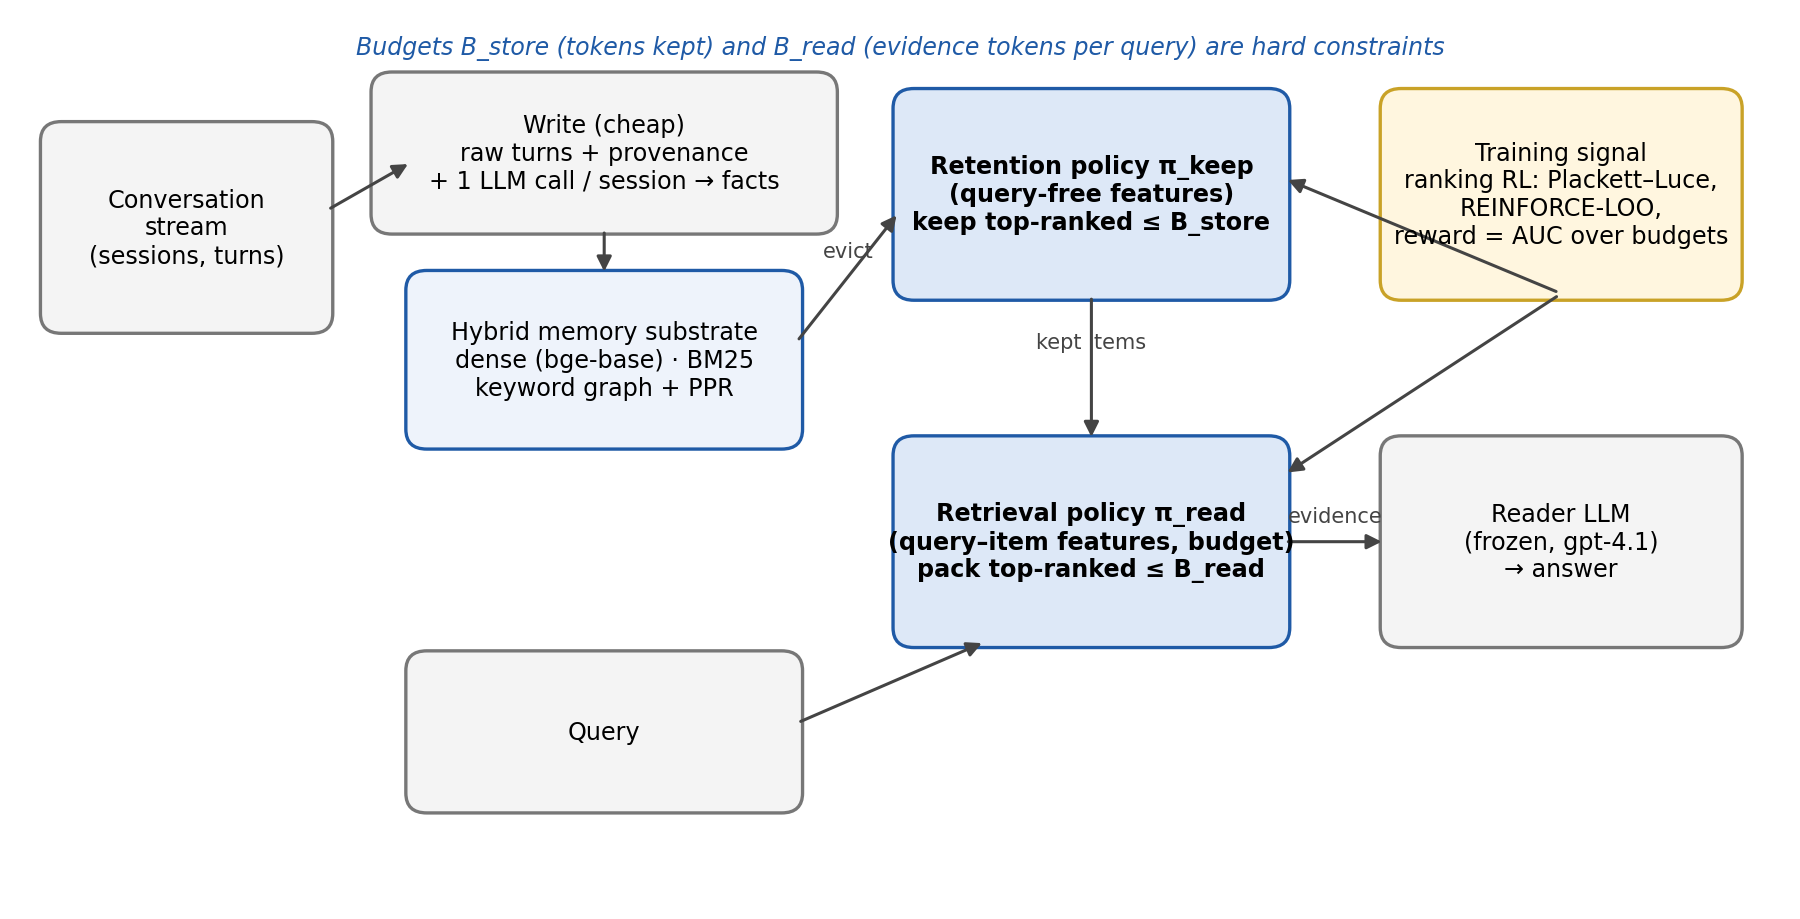 Budgets B_store (tokens kept) and B_read (evidence tokens per query) are hard constraints
Conversation
stream
(sessions, turns)
Write (cheap)
raw turns + provenance
+ 1 LLM call / session → facts
Hybrid memory substrate
dense (bge-base) · BM25
keyword graph + PPR
evict
Retention policy π_keep
(query-free features)
keep top-ranked ≤ B_store
Training signal
ranking RL: Plackett–Luce,
REINFORCE-LOO,
reward = AUC over budgets
kept items
Retrieval policy π_read
(query–item features, budget)
pack top-ranked ≤ B_read
evidence
Reader LLM
(frozen, gpt-4.1)
→ answer
Query